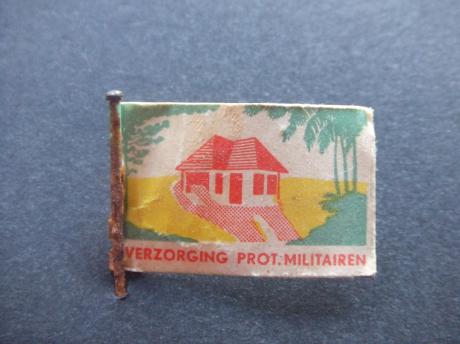 VERZORGING PROT. MILITAIREN